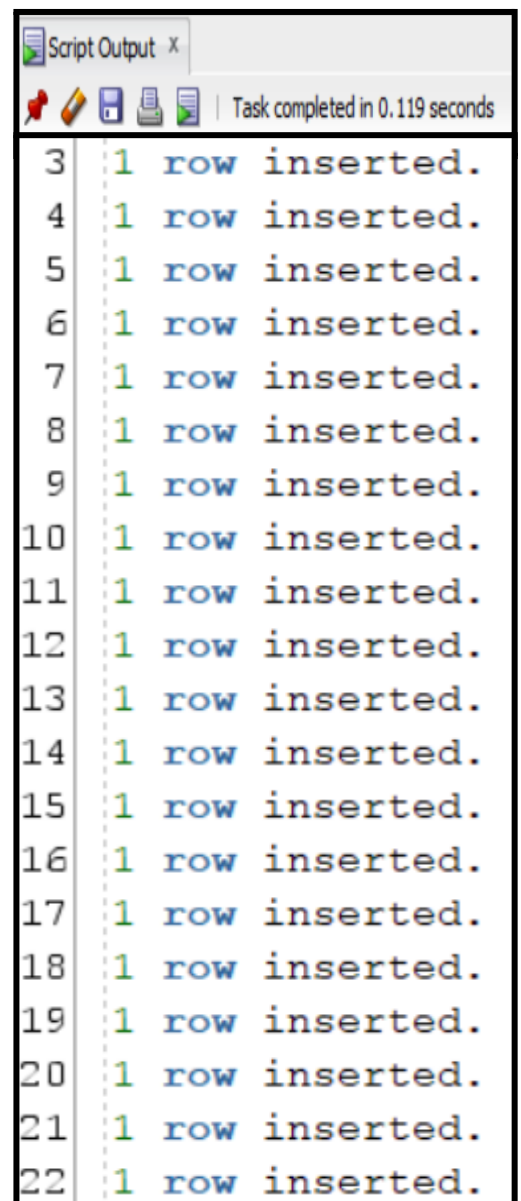 Script Output x
Task completed in 0.119 seconds
3 1 row inserted.
4 1 row inserted.
5 1 row inserted.
6 1 row inserted.
7 1 row inserted.
8 1 row inserted.
9 1 row inserted.
10 1 row inserted.
11 1 row inserted.
12 1 row inserted.
13 1 row inserted.
14 1 row inserted.
15 1 row inserted.
16 1 row inserted.
17 1 row inserted.
18 1 row inserted.
19 1 row inserted.
20 1 row inserted.
21 1 row inserted.
22 1 row inserted.